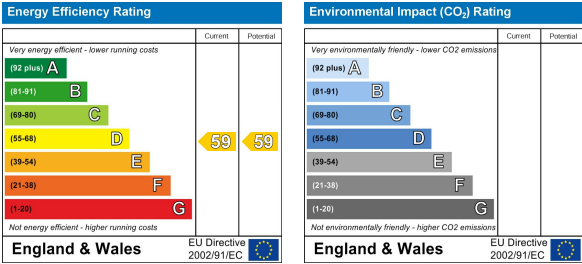 Energy Efficiency Rating
Current Potential
Very energy efficient - lower running costs
(92 plus) A
(81-91) B
(69-80) C
(55-68) D
59 59
(39-54) E
(21-38) F
(1-20) G
Not energy efficient - higher running costs
England & Wales
EU Directive
2002/91/EC
Environmental Impact (CO2) Rating
Current Potential
Very environmentally friendly - lower CO2 emissions
(92 plus) A
(81-91) B
(69-80) C
(55-68) D
(39-54) E
(21-38) F
(1-20) G
Not environmentally friendly - higher CO2 emissions
England & Wales
EU Directive
2002/91/EC